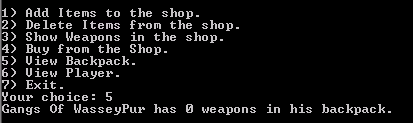 1) Add Items to the shop.
2) Delete Items from the shop.
3) Show Weapons in the shop.
4) Buy from the Shop.
5) View Backpack.
6) View Player.
7) Exit.
Your choice: 5
Gangs Of WasseyPur has 0 weapons in his backpack.